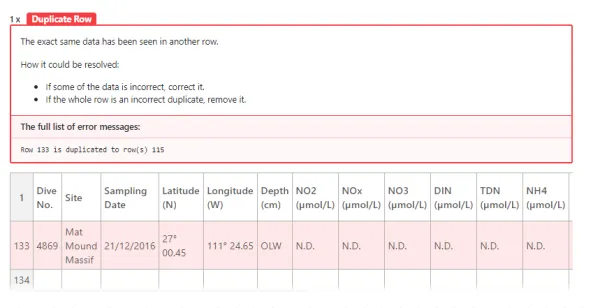 1 x Duplicate Row
The exact same data has been seen in another row.
How it could be resolved:
• If some of the data is incorrect, correct it.
• If the whole row is an incorrect duplicate, remove it.
The full list of error messages:
Row 133 is duplicated to row(s) 115
1 Dive No. Site Sampling Date Latitude (N) Longitude (W) Depth (cm) NO2 (µmol/L) NOx (µmol/L) NO3 (µmol/L) DIN (µmol/L) TDN (µmol/L) NH4 (µmol/L)
133 4869 Mat Mound Massif 21/12/2016 27° 00.45 111° 24.65 OLW N.D. N.D. N.D. N.D. N.D. N.D.
134